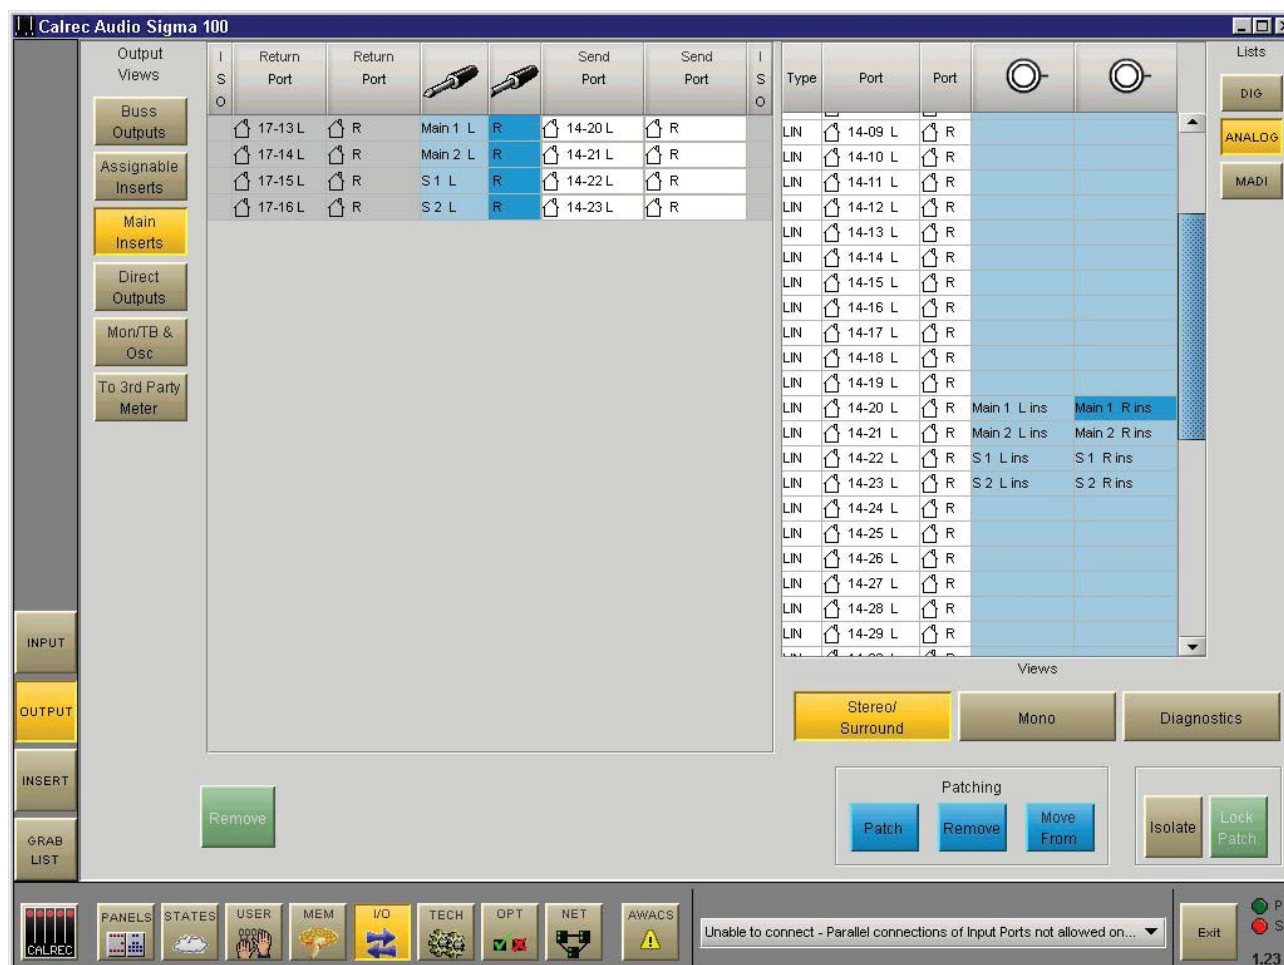 Calrec Audio Sigma 100
Output
Views
Buss
Outputs
Assignable
Inserts
Main
Inserts
Direct
Outputs
Mon/TB &
Osc
To 3rd Party
Meter
INPUT
OUTPUT
INSERT
GRAB
LIST
I Return Return Send Send I
S Port Port Port Port S
O O
17-13 L R Main 1 L R 14-20 L R
17-14 L R Main 2 L R 14-21 L R
17-15 L R S 1 L R 14-22 L R
17-16 L R S 2 L R 14-23 L R
Remove
Type Port Port
LIN 14-09 L R
LIN 14-10 L R
LIN 14-11 L R
LIN 14-12 L R
LIN 14-13 L R
LIN 14-14 L R
LIN 14-15 L R
LIN 14-16 L R
LIN 14-17 L R
LIN 14-18 L R
LIN 14-19 L R
LIN 14-20 L R Main 1 L ins Main 1 R ins
LIN 14-21 L R Main 2 L ins Main 2 R ins
LIN 14-22 L R S 1 L ins S 1 R ins
LIN 14-23 L R S 2 L ins S 2 R ins
LIN 14-24 L R
LIN 14-25 L R
LIN 14-26 L R
LIN 14-27 L R
LIN 14-28 L R
LIN 14-29 L R
Lists
DIG
ANALOG
MADI
Views
Stereo/
Surround
Mono
Diagnostics
Patching
Patch
Remove
Move
From
Isolate
Lock
Patch
CALREC
PANELS
STATES
USER
MEM
I/O
TECH
OPT
NET
AWACS
Unable to connect - Parallel connections of Input Ports not allowed on...
Exit
P
S
1.23